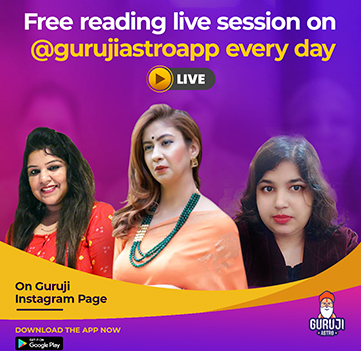 Free reading live session on
@gurujiastroapp every day
LIVE
On Guruji
Instagram Page
DOWNLOAD THE APP NOW
GET IT ON
Google Play
GURUJI
ASTRO